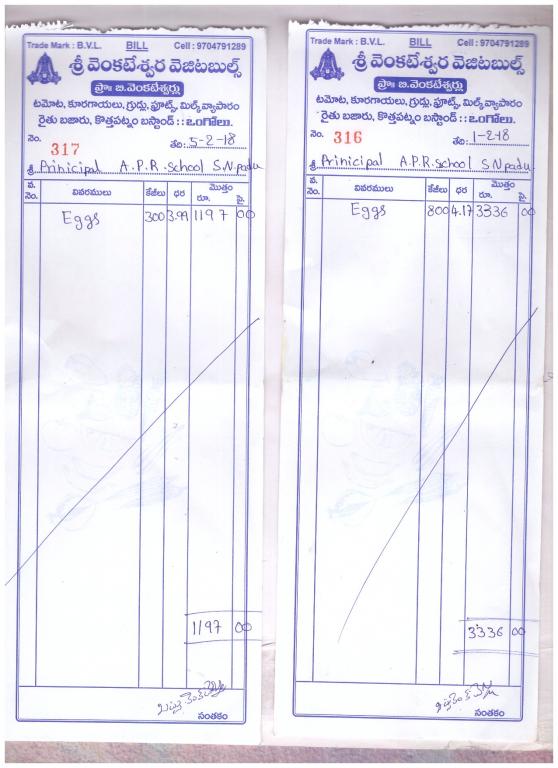 Trade Mark : B.V.L. BILL Cell : 9704791289
శ్రీ వెంకటేశ్వర వెజిటబుల్స్
ప్రొః బి.వెంకటేశ్వర్లు
టమోట, కూరగాయలు, గ్రుడ్లు, ఫ్రూట్స్, మిల్క్ వ్యాపారం
రైతు బజారు, కొత్తపట్నం బస్టాండ్ :: ఒంగోలు.
నెం. 317 తేది: 5-2-18
శ్రీ Prinicipal A.P.R. School S.N.padu
వ. నెం. వివరములు కేజీలు ధర మొత్తం రూ. పై.
Eggs 300 3.99 1197 00
1197 00
సంతకం
Trade Mark : B.V.L. BILL Cell : 9704791289
శ్రీ వెంకటేశ్వర వెజిటబుల్స్
ప్రొః బి.వెంకటేశ్వర్లు
టమోట, కూరగాయలు, గ్రుడ్లు, ఫ్రూట్స్, మిల్క్ వ్యాపారం
రైతు బజారు, కొత్తపట్నం బస్టాండ్ :: ఒంగోలు.
నెం. 316 తేది: 1-2-18
శ్రీ Prinicipal A.P.R. School S.N.padu
వ. నెం. వివరములు కేజీలు ధర మొత్తం రూ. పై.
Eggs 800 4.17 3336 00
3336 00
సంతకం